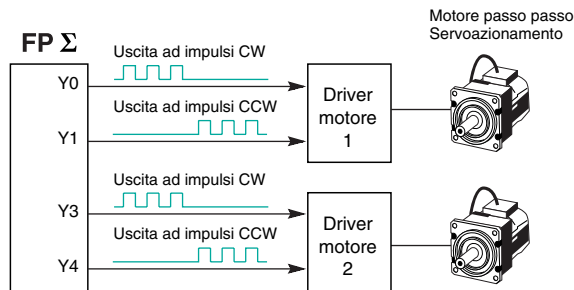 Motore passo passo
Servoazionamento
FP Σ
Uscita ad impulsi CW
Y0
Uscita ad impulsi CCW
Y1
Driver
motore
1
Uscita ad impulsi CW
Y3
Uscita ad impulsi CCW
Y4
Driver
motore
2